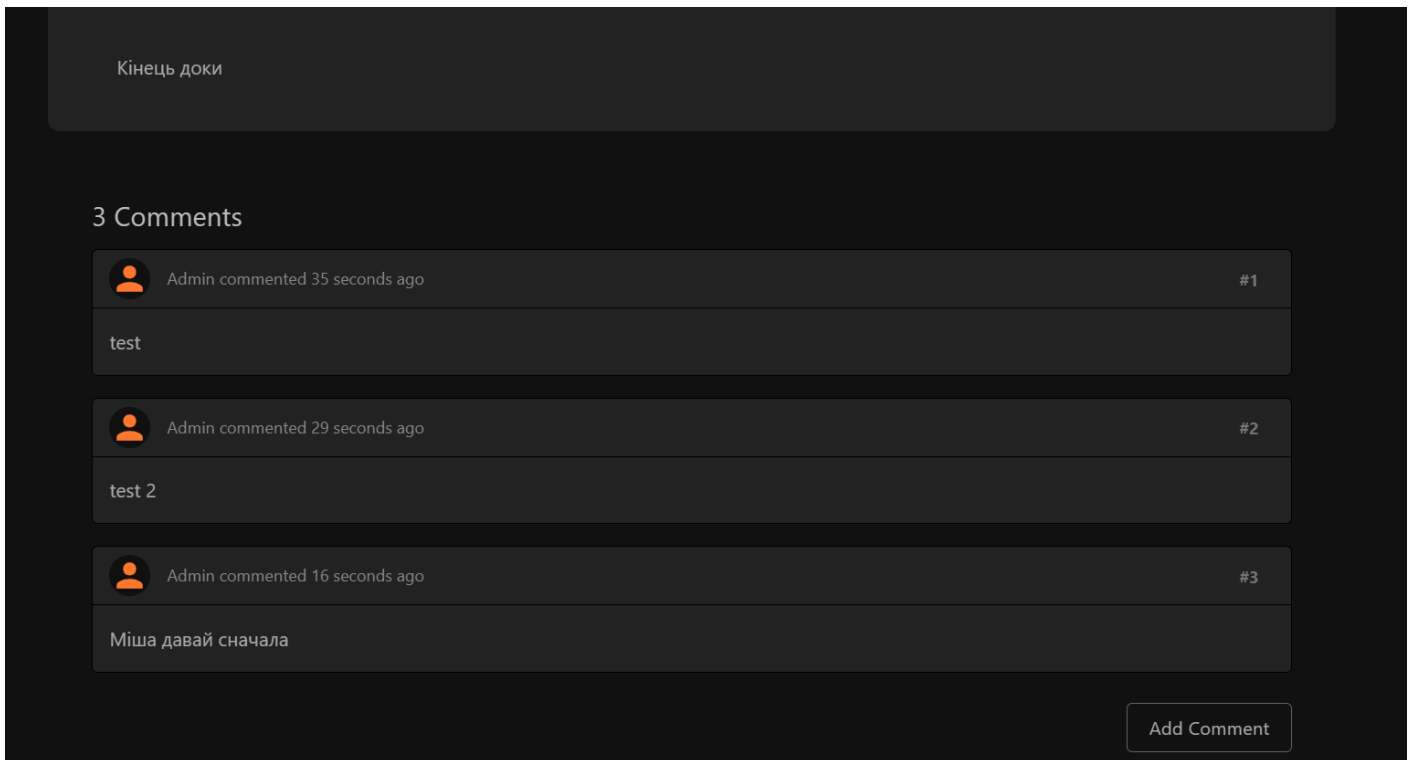 Кінець доки
3 Comments
Admin commented 35 seconds ago #1
test
Admin commented 29 seconds ago #2
test 2
Admin commented 16 seconds ago #3
Міша давай сначала
Add Comment